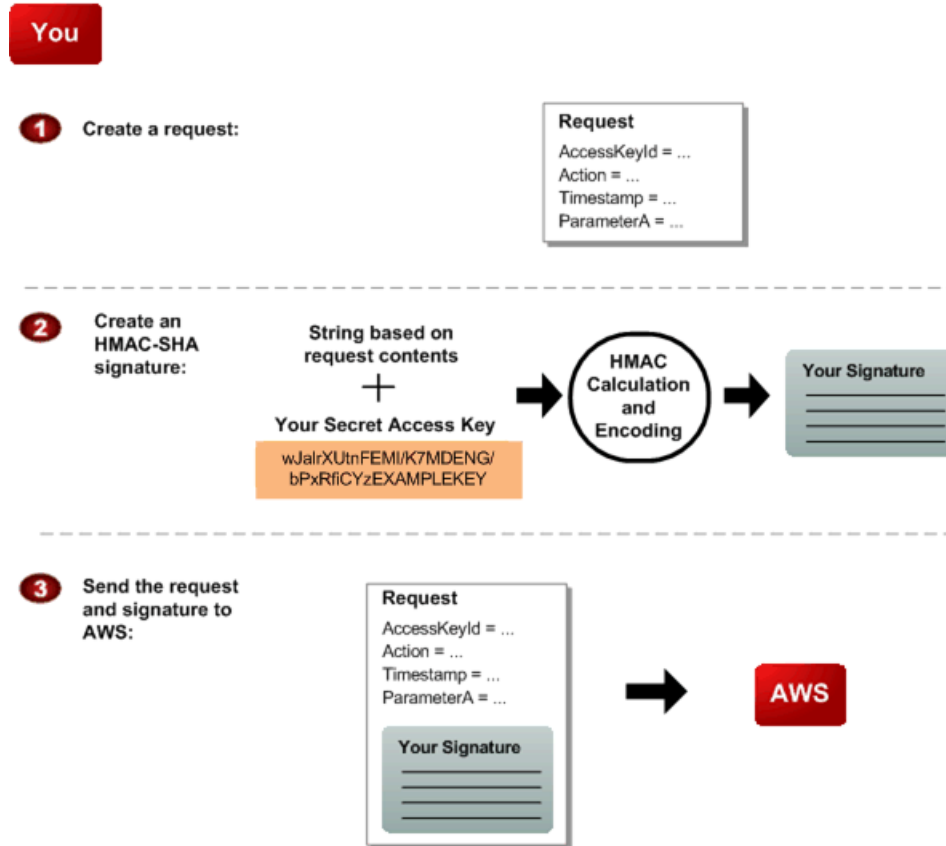 You
1 Create a request:
Request
AccessKeyId = ...
Action = ...
Timestamp = ...
ParameterA = ...
2 Create an
HMAC-SHA
signature:
String based on
request contents
+
Your Secret Access Key
wJalrXUtnFEMI/K7MDENG/
bPxRfiCYzEXAMPLEKEY
HMAC
Calculation
and
Encoding
Your Signature
3 Send the request
and signature to
AWS:
Request
AccessKeyId = ...
Action = ...
Timestamp = ...
ParameterA = ...
Your Signature
AWS